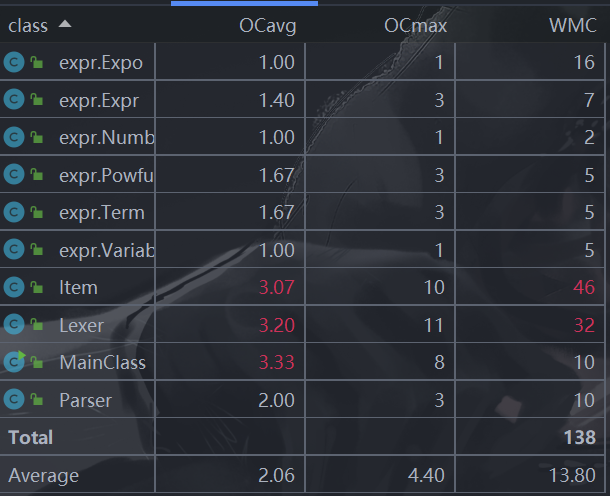 class OCavg OCmax WMC
C expr.Expo 1.00 1 16
C expr.Expr 1.40 3 7
C expr.Numb 1.00 1 2
C expr.Powfu 1.67 3 5
C expr.Term 1.67 3 5
C expr.Variab 1.00 1 5
C Item 3.07 10 46
C Lexer 3.20 11 32
C MainClass 3.33 8 10
C Parser 2.00 3 10
Total 138
Average 2.06 4.40 13.80